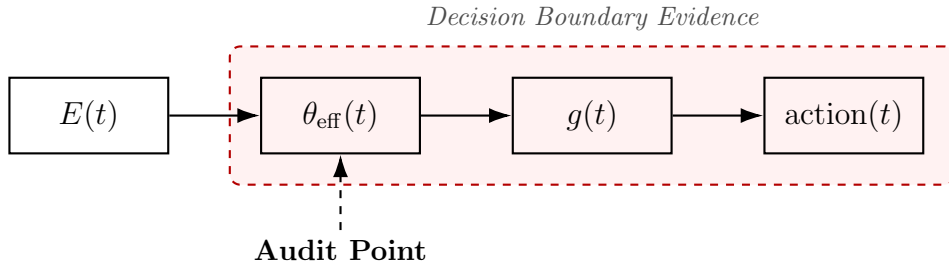 Decision Boundary Evidence
E(t)
θ_eff(t)
g(t)
action(t)
Audit Point